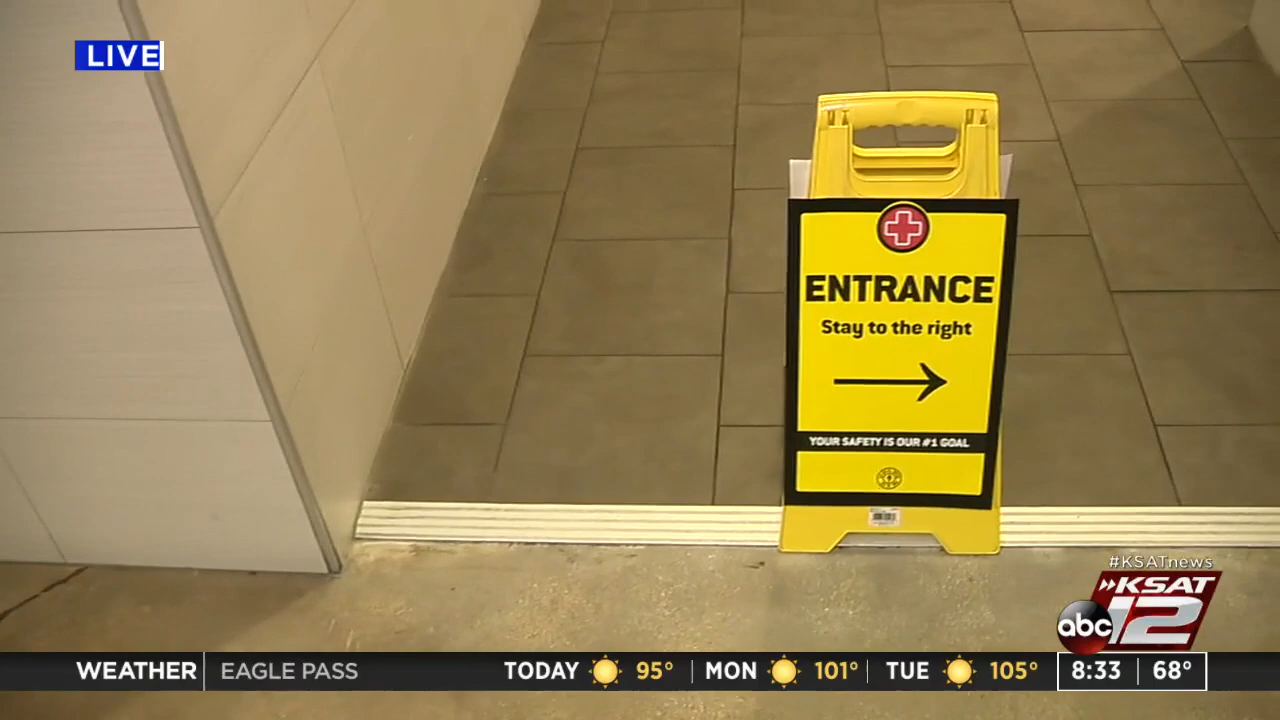 LIVE
ENTRANCE
Stay to the right
YOUR SAFETY IS OUR #1 GOAL
#KSATnews
KSAT
abc 12
WEATHER EAGLE PASS TODAY 95° MON 101° TUE 105° 8:33 68°